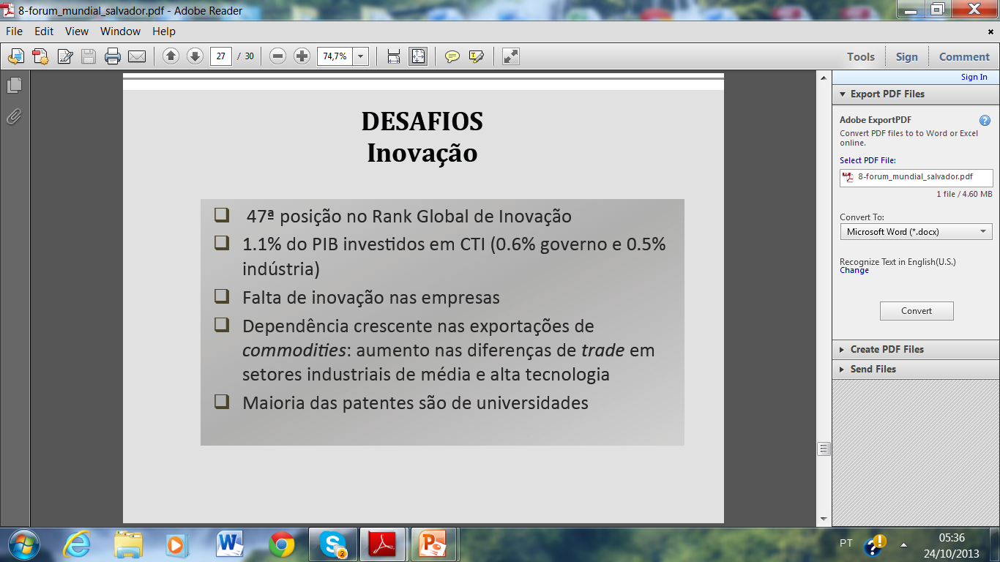 8-forum_mundial_salvador.pdf - Adobe Reader
File Edit View Window Help
27 / 30 74,7% Tools Sign Comment
Sign In
Export PDF Files
Adobe ExportPDF
Convert PDF files to to Word or Excel
online.
Select PDF File:
8-forum_mundial_salvador.pdf
1 file / 4.60 MB
Convert To:
Microsoft Word (*.docx)
Recognize Text in English(U.S.)
Change
Convert
Create PDF Files
Send Files
DESAFIOS
Inovação
47ª posição no Rank Global de Inovação
1.1% do PIB investidos em CTI (0.6% governo e 0.5%
indústria)
Falta de inovação nas empresas
Dependência crescente nas exportações de
commodities: aumento nas diferenças de trade em
setores industriais de média e alta tecnologia
Maioria das patentes são de universidades
PT 05:36
24/10/2013